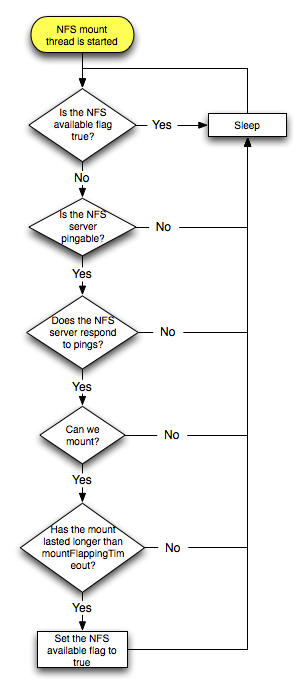 NFS mount
thread is started
Is the NFS
available flag
true?
Yes
Sleep
No
Is the NFS
server
pingable?
No
Yes
Does the NFS
server respond
to pings?
No
Yes
Can we
mount?
No
Yes
Has the mount
lasted longer than
mountFlappingTim
eout?
No
Yes
Set the NFS
available flag to
true